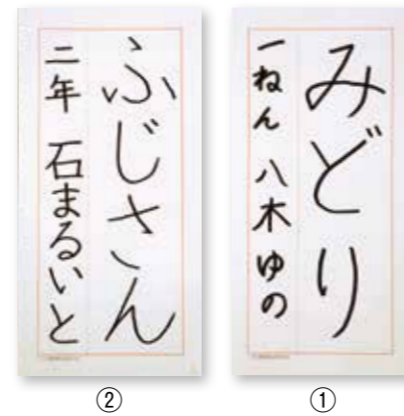 みどり
一ねん 八木ゆの
①
ふじさん
二年 石まるいと
②